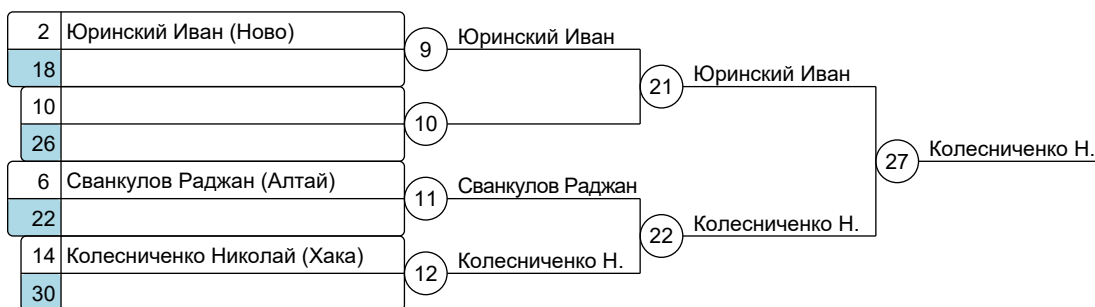 2 Юринский Иван (Ново)
18
9 Юринский Иван
10
26
10
21 Юринский Иван
6 Сванкулов Раджан (Алтай)
22
11 Сванкулов Раджан
14 Колесниченко Николай (Хака)
30
12 Колесниченко Н.
22 Колесниченко Н.
27 Колесниченко Н.